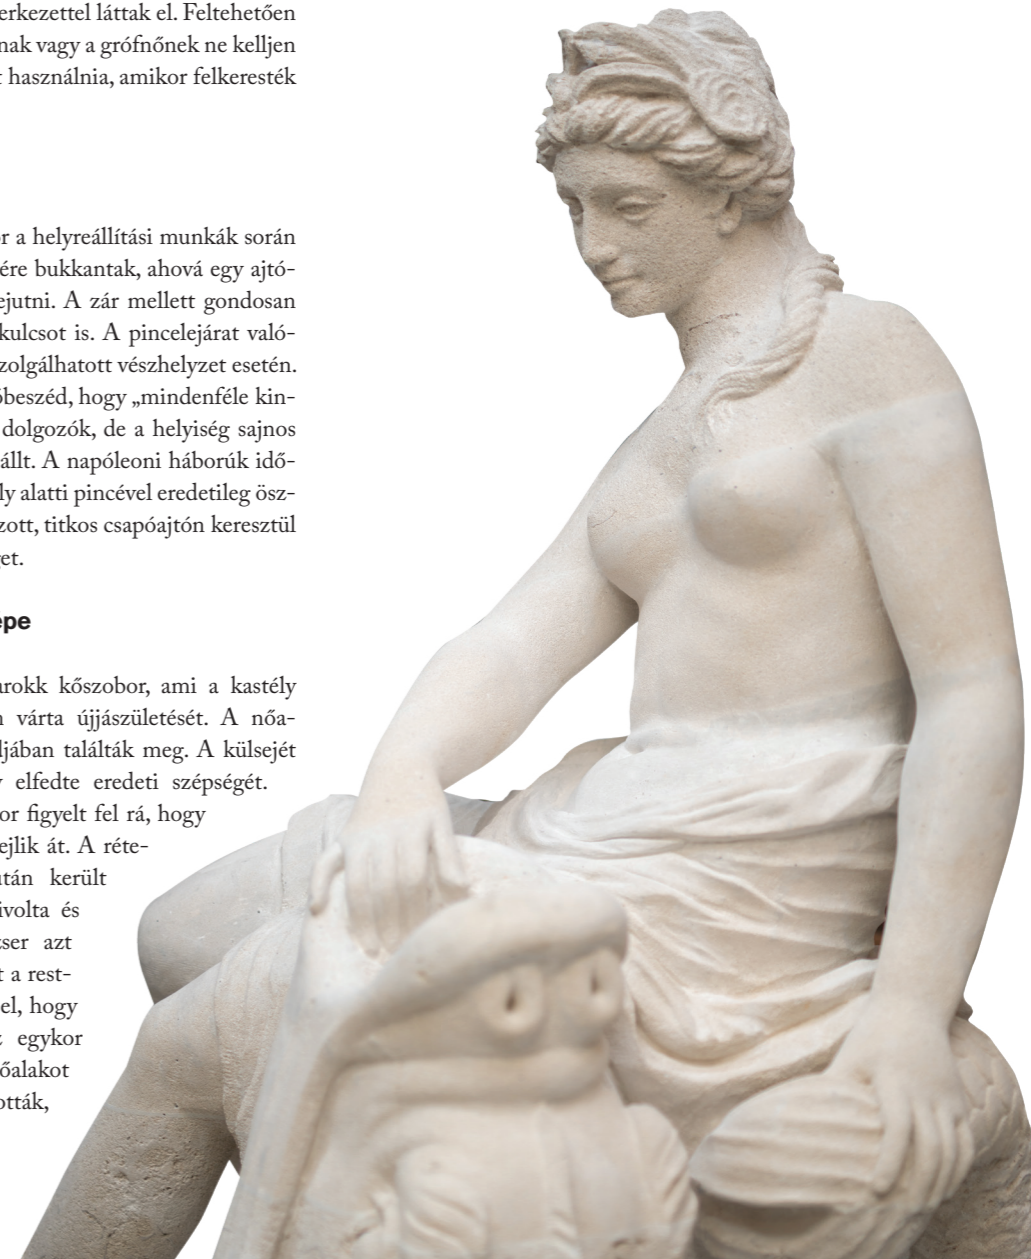 erkezettel láttak el. Feltehetően
nak vagy a grófnőnek ne kelljen
használnia, amikor felkeresték
r a helyreállítási munkák során
ére bukkantak, ahová egy ajtó-
ejutni. A zár mellett gondosan
kulcsot is. A pincelejárat való-
zolgálhatott vészhelyzet esetén.
óbeszéd, hogy „mindenféle kin-
dolgozók, de a helyiség sajnos
állt. A napóleoni háborúk idő-
ly alatti pincével eredetileg ösz-
zott, titkos csapóajtón keresztül
et.
épe
arokk kőszobor, ami a kastély
n várta újjászületését. A nőa-
ljában találták meg. A külsejét
elfedte eredeti szépségét.
or figyelt fel rá, hogy
ejlik át. A réte-
után került
ivolta és
zser azt
t a rest-
el, hogy
z egykor
őalakot
ották,